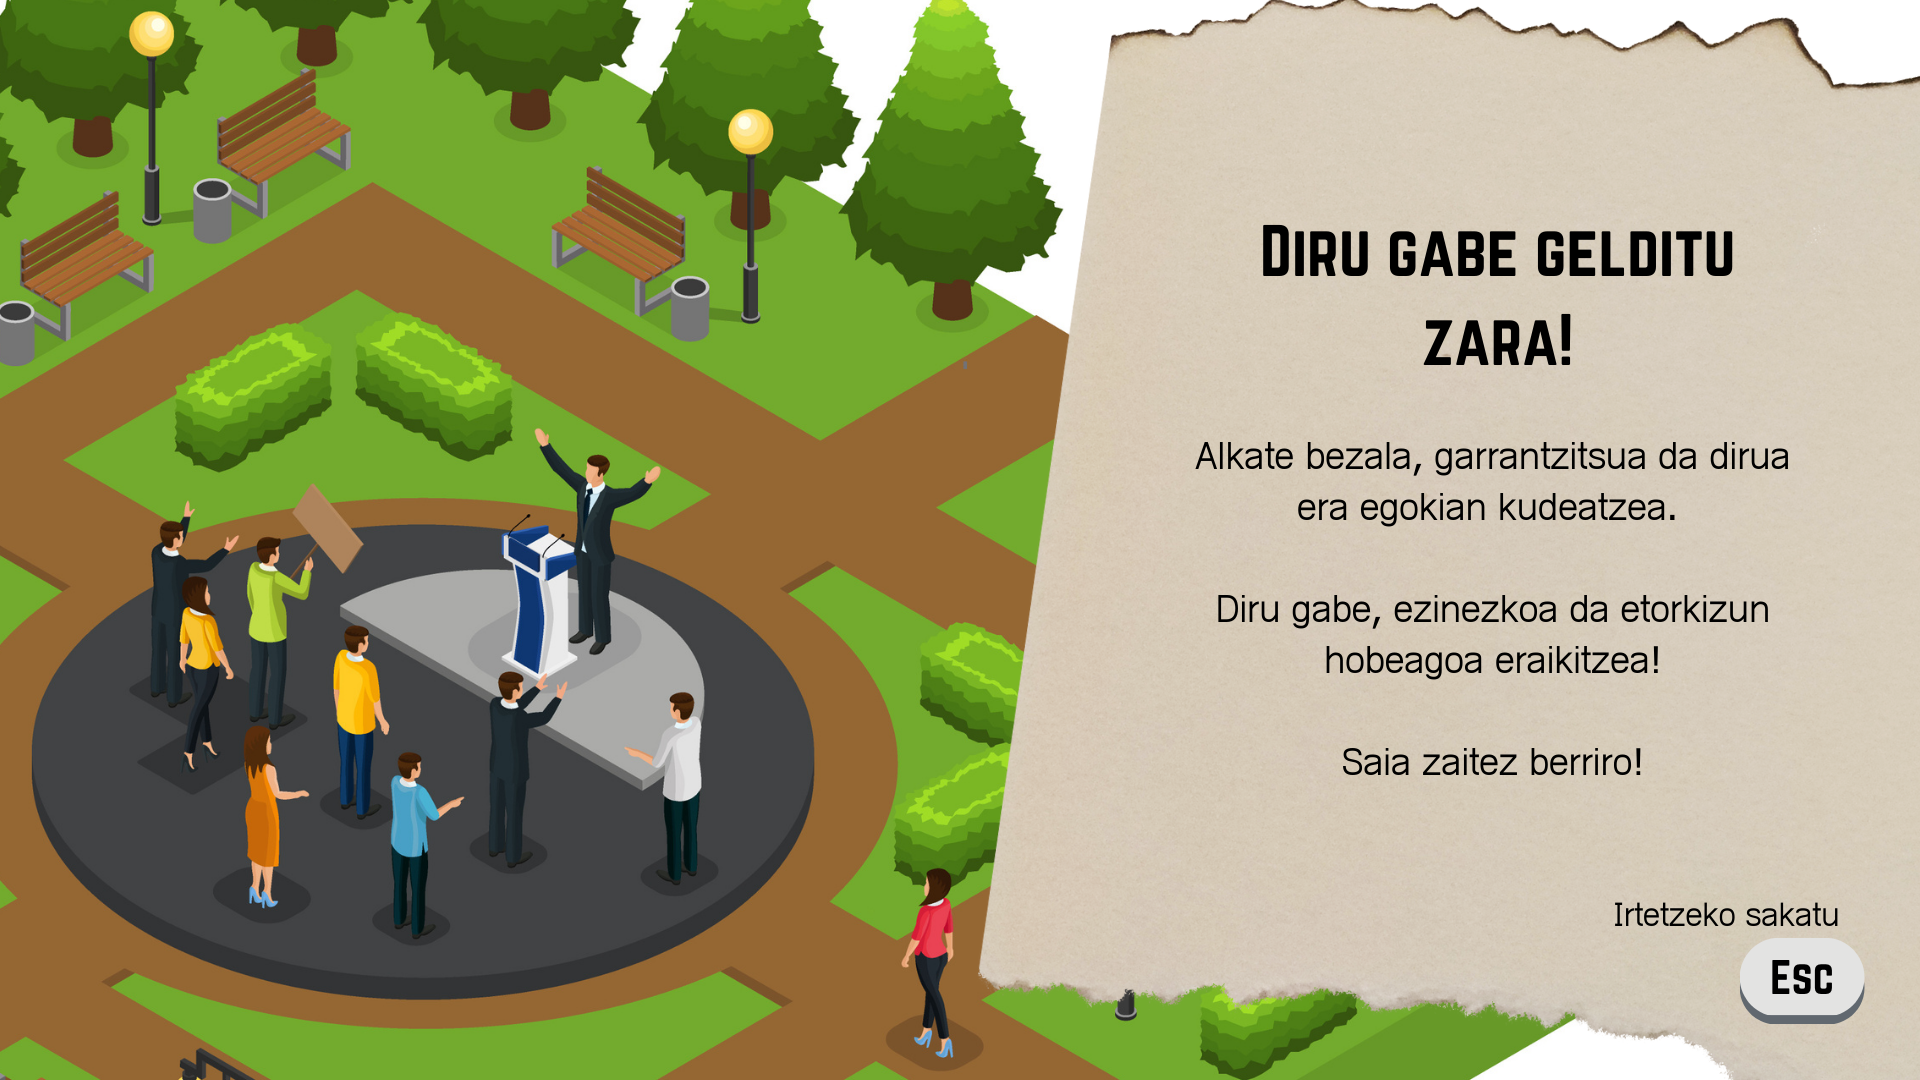 DIRU GABE GELDITU
ZARA!
Alkate bezala, garrantzitsua da dirua
era egokian kudeatzea.
Diru gabe, ezinezkoa da etorkizun
hobeagoa eraikitzea!
Saia zaitez berriro!
Irtetzeko sakatu
Esc